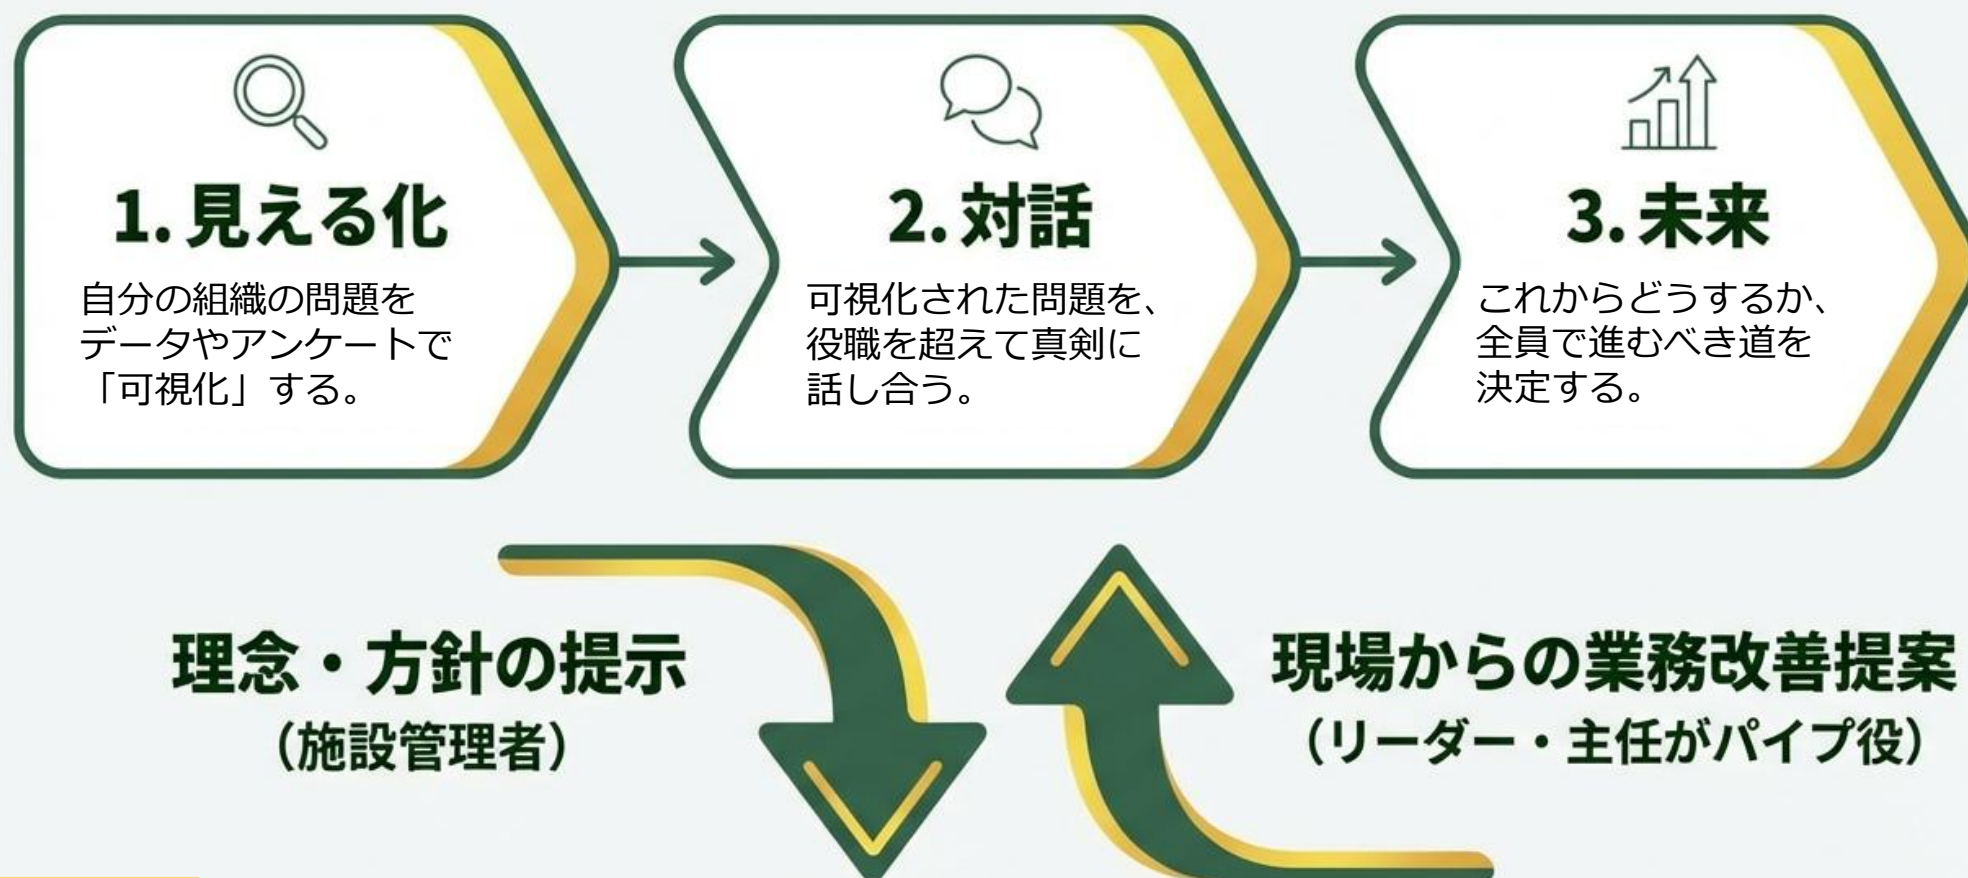 1. 見える化
自分の組織の問題を
データやアンケートで
「可視化」する。
2. 対話
可視化された問題を、
役職を超えて真剣に
話し合う。
3. 未来
これからどうするか、
全員で進むべき道を
決定する。
理念・方針の提示
（施設管理者）
現場からの業務改善提案
（リーダー・主任がパイプ役）